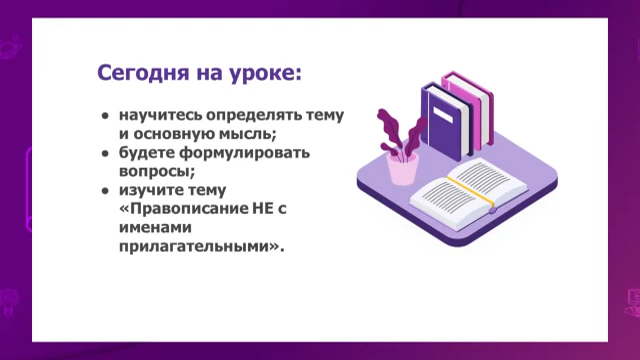 Сегодня на уроке:
● научитесь определять тему
и основную мысль;
● будете формулировать
вопросы;
● изучите тему
«Правописание НЕ с
именами
прилагательными».